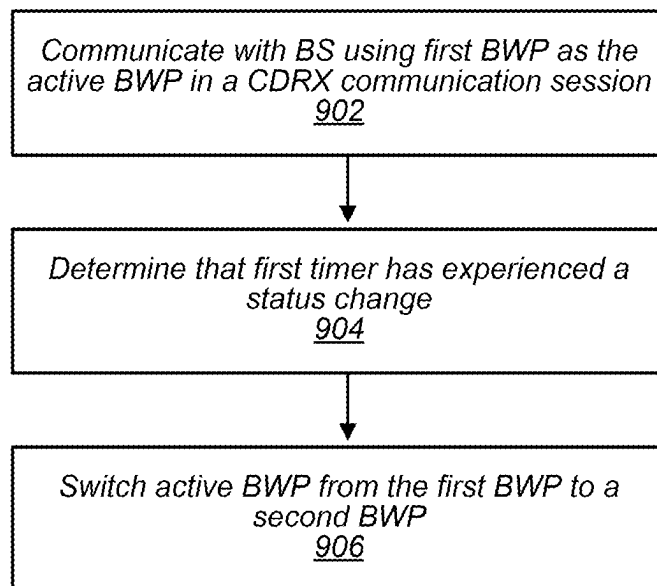 Communicate with BS using first BWP as the
active BWP in a CDRX communication session
902
Determine that first timer has experienced a
status change
904
Switch active BWP from the first BWP to a
second BWP
906